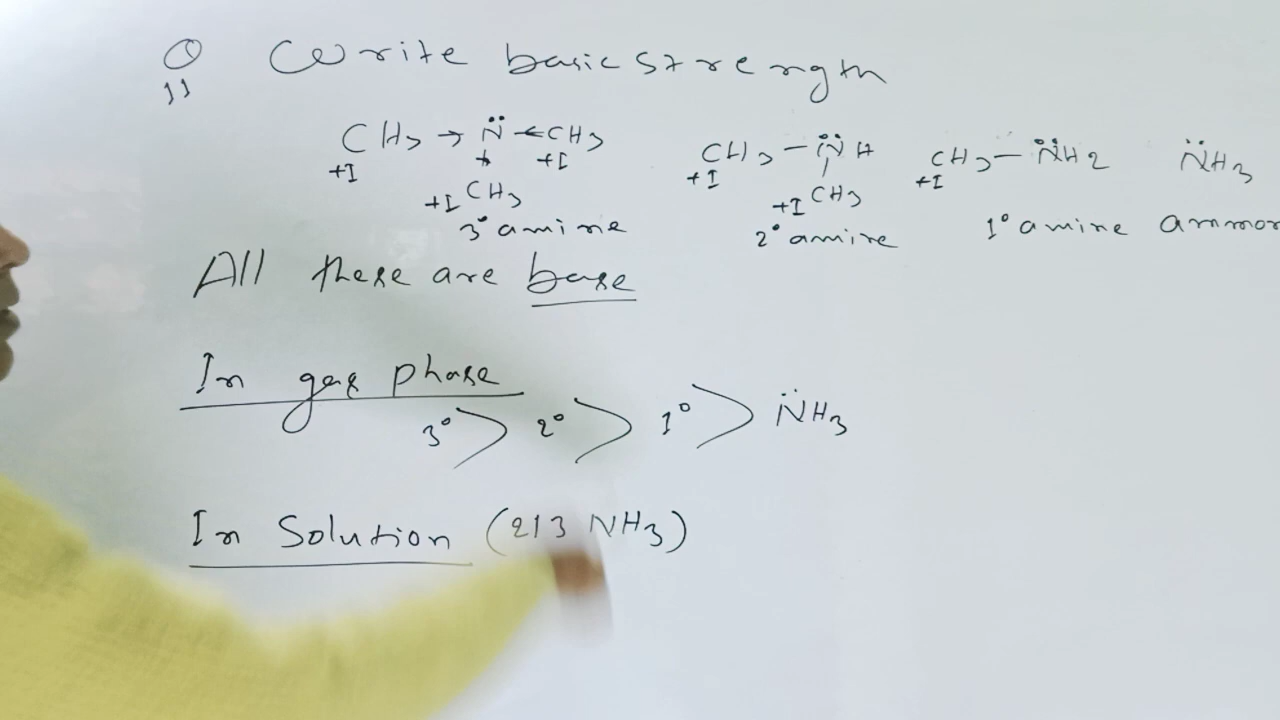 Q Write basic strength
11
CH3 → N̈ ← CH3 CH3 – N̈H CH3 – N̈H2 N̈H3
+I +I +I +I
+I CH3 +I CH3
3° amine 2° amine 1° amine ammon
All these are base
In gas phase
3° > 2° > 1° > N̈H3
In Solution (213 NH3)